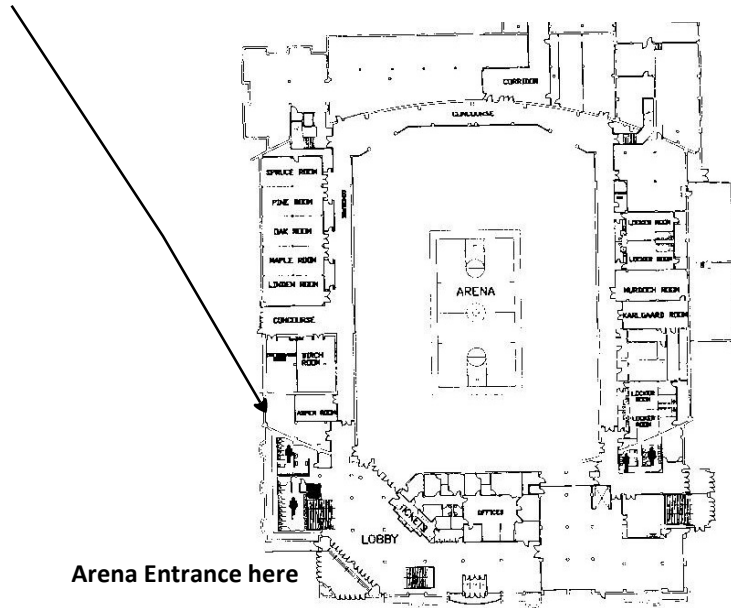 CORRIDOR
CONCOURSE
SPRUCE ROOM
PINE ROOM
OAK ROOM
MAPLE ROOM
LINDEN ROOM
CONCOURSE
BIRCH
ROOM
ASPEN ROOM
ARENA
LOCKER ROOM
LOCKER ROOM
MURDOCH ROOM
KARLGAARD ROOM
LOCKER
ROOM
LOCKER
ROOM
TICKETS
OFFICES
LOBBY
Arena Entrance here